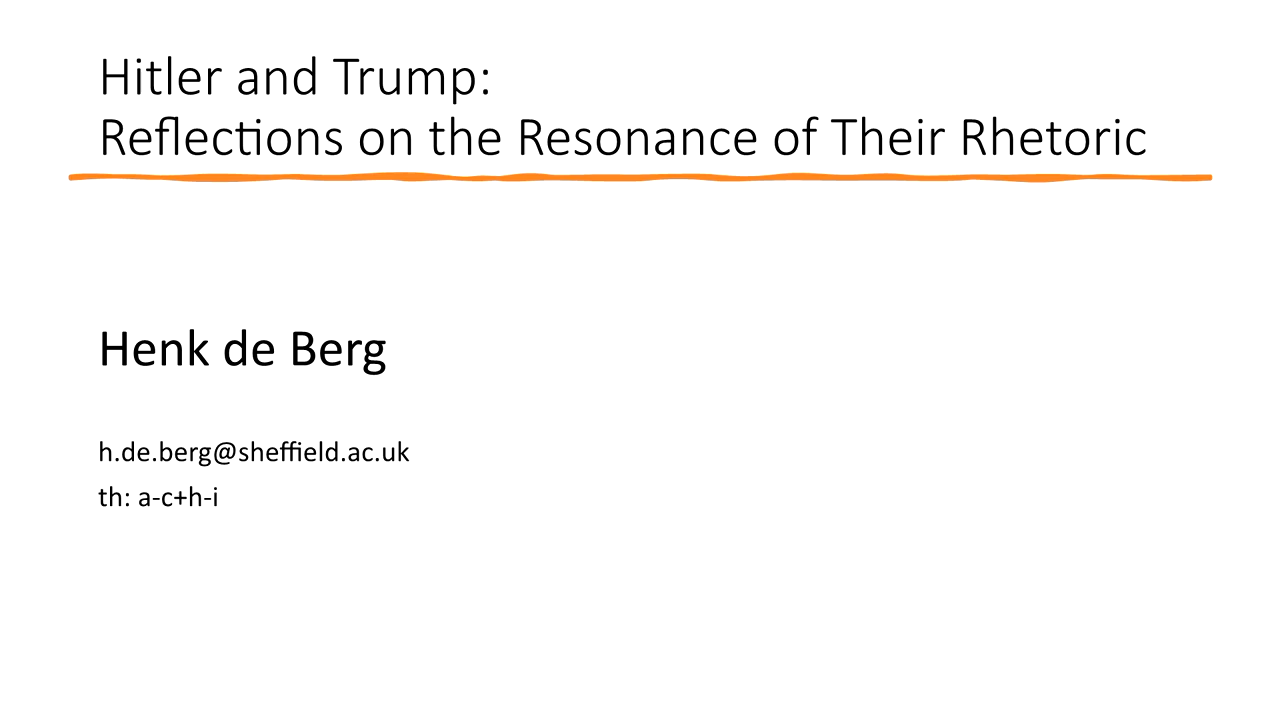 Hitler and Trump:
Reflections on the Resonance of Their Rhetoric
Henk de Berg
h.de.berg@sheffield.ac.uk
th: a-c+h-i